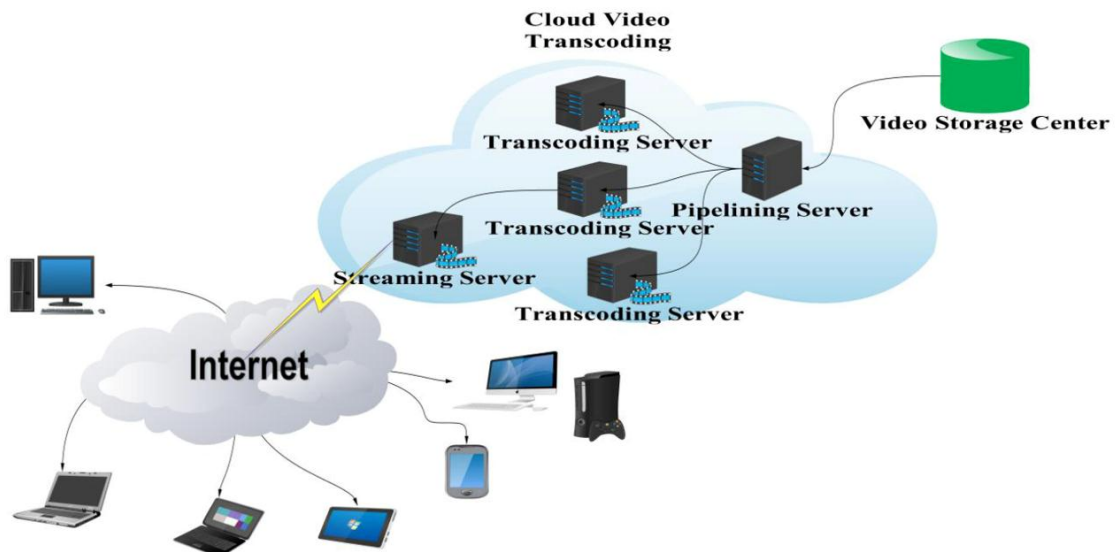 Cloud Video
Transcoding
Video Storage Center
Transcoding Server
Pipelining Server
Transcoding Server
Streaming Server
Transcoding Server
Internet